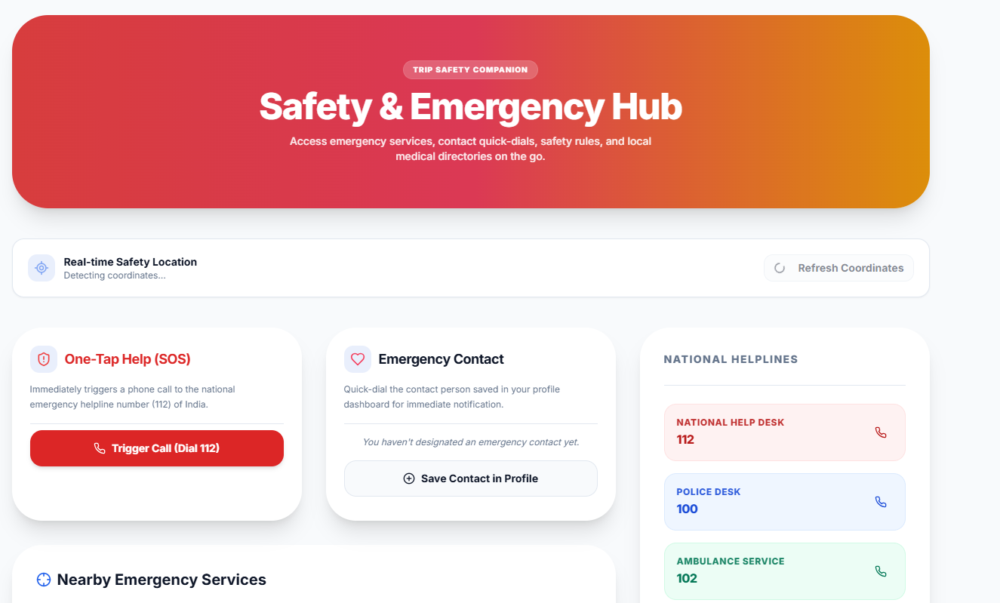 TRIP SAFETY COMPANION
Safety & Emergency Hub
Access emergency services, contact quick-dials, safety rules, and local
medical directories on the go.
Real-time Safety Location
Detecting coordinates...
Refresh Coordinates
One-Tap Help (SOS)
Immediately triggers a phone call to the national
emergency helpline number (112) of India.
Trigger Call (Dial 112)
Emergency Contact
Quick-dial the contact person saved in your profile
dashboard for immediate notification.
You haven't designated an emergency contact yet.
Save Contact in Profile
NATIONAL HELPLINES
NATIONAL HELP DESK
112
POLICE DESK
100
AMBULANCE SERVICE
102
Nearby Emergency Services